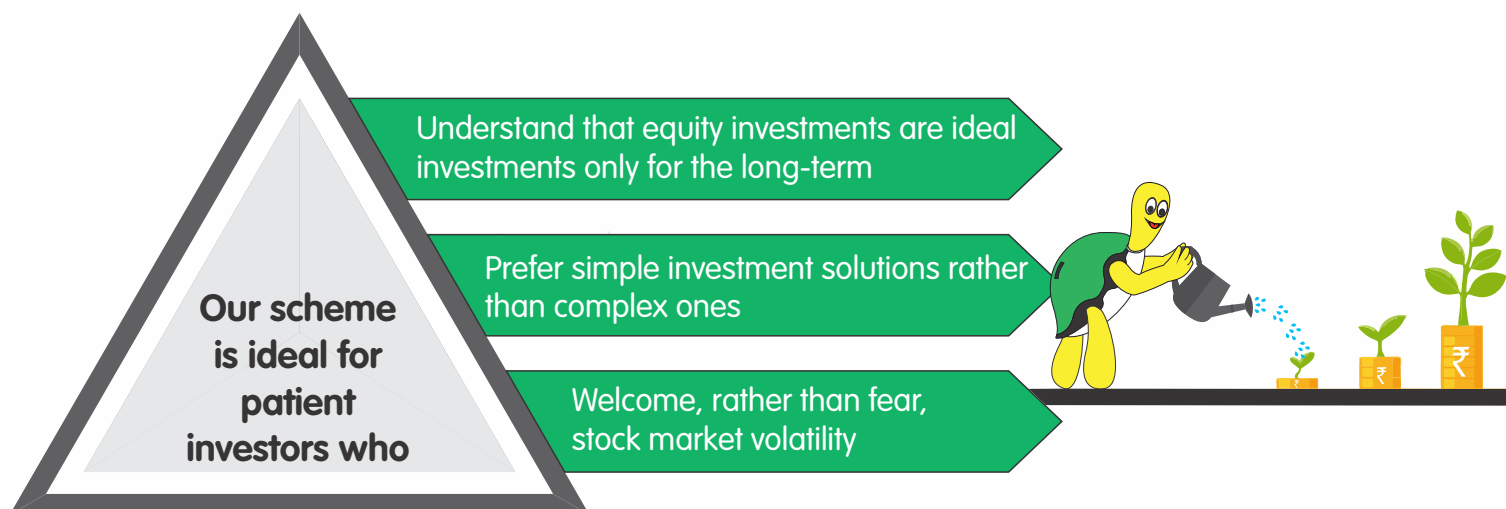 Understand that equity investments are ideal
investments only for the long-term
Prefer simple investment solutions rather
than complex ones
Our scheme
is ideal for
patient
investors who
Welcome, rather than fear,
stock market volatility
₹
₹
₹